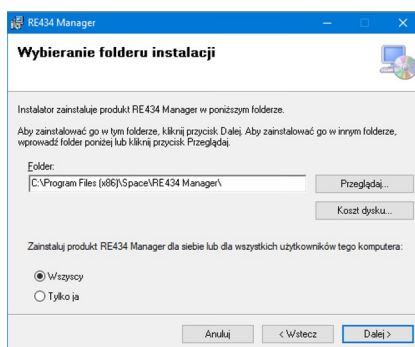 RE434 Manager
Wybieranie folderu instalacji
Instalator zainstaluje produkt RE434 Manager w poniższym folderze.
Aby zainstalować go w tym folderze, kliknij przycisk Dalej. Aby zainstalować go w innym folderze,
wprowadź folder poniżej lub kliknij przycisk Przeglądaj.
Folder:
C:\Program Files (x86)\Space\RE434 Manager\
Przeglądaj...
Koszt dysku...
Zainstaluj produkt RE434 Manager dla siebie lub dla wszystkich użytkowników tego komputera:
Wszyscy
Tylko ja
Anuluj
< Wstecz
Dalej >